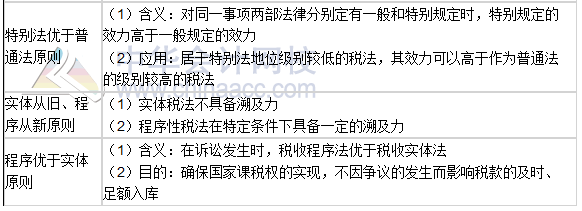 特别法优于普
通法原则
（1）含义：对同一事项两部法律分别定有一般和特别规定时，特别规定的
效力高于一般规定的效力
（2）应用：居于特别法地位级别较低的税法，其效力可以高于作为普通法
的级别较高的税法
实体从旧、程
序从新原则
（1）实体税法不具备溯及力
（2）程序性税法在特定条件下具备一定的溯及力
程序优于实体
原则
（1）含义：在诉讼发生时，税收程序法优于税收实体法
（2）目的：确保国家课税权的实现，不因争议的发生而影响税款的及时、
足额入库
中华会计网校
www.chinaacc.com